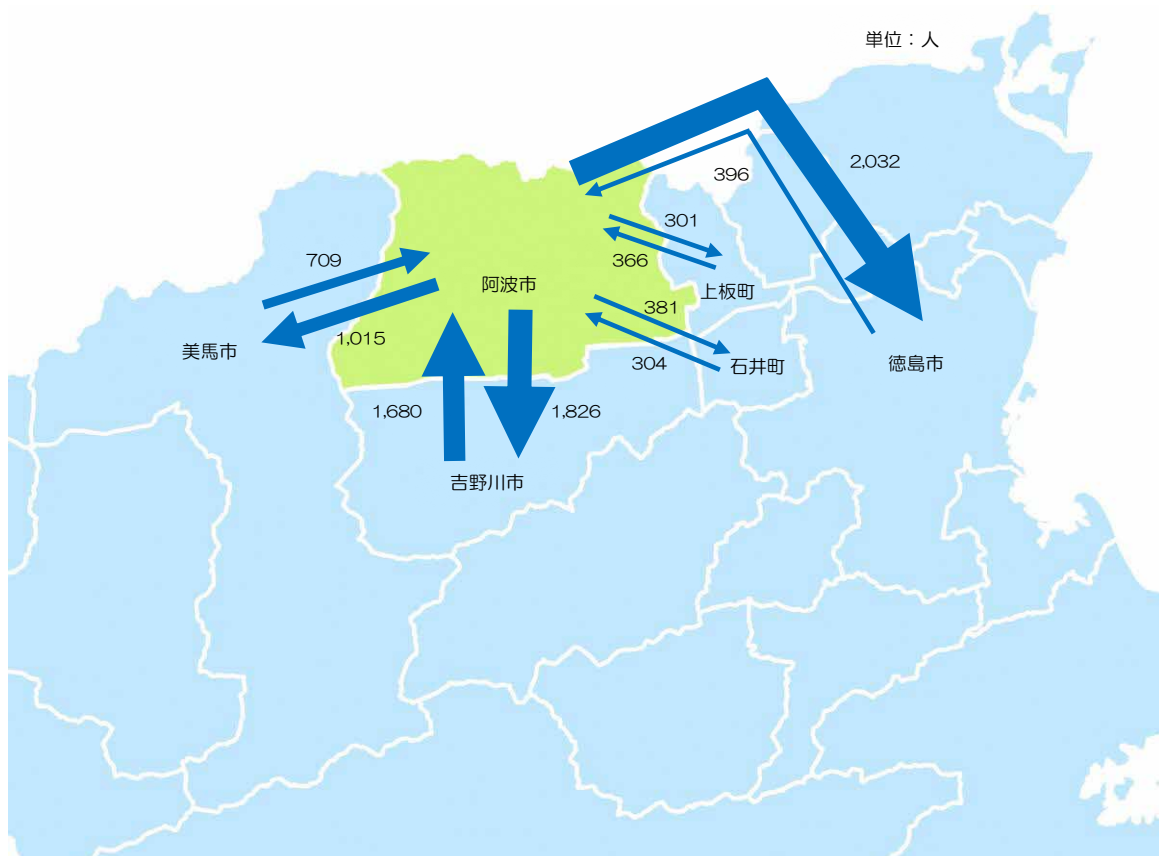 単位：人
2,032
396
301
366
上板町
709
阿波市
381
1,015
美馬市
304
石井町
徳島市
1,680
1,826
吉野川市